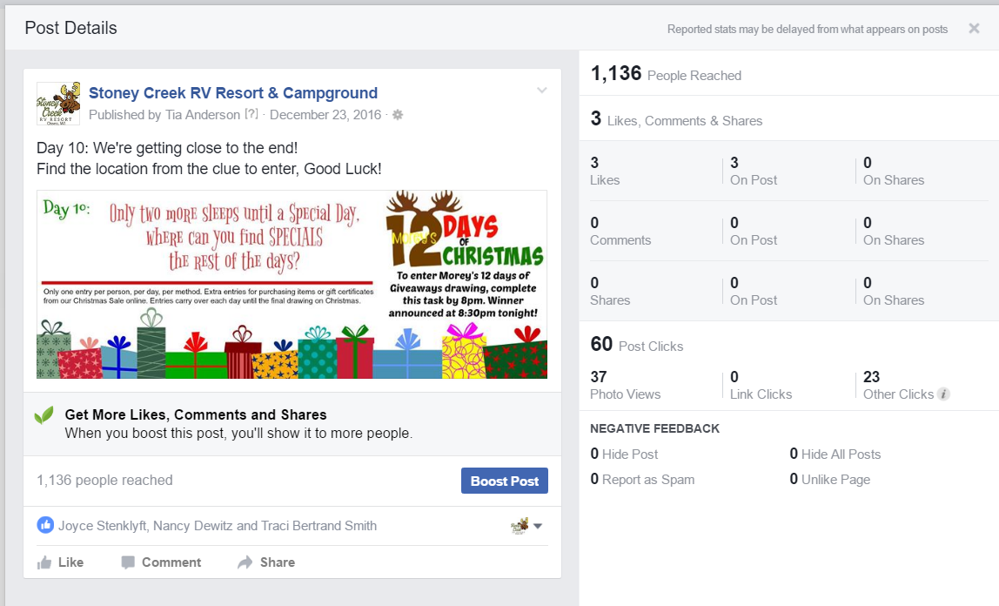 Post Details
Reported stats may be delayed from what appears on posts
Stoney Creek
RV RESORT
Stoney Creek RV Resort & Campground
Published by Tia Anderson [?] · December 23, 2016 ·
Day 10: We're getting close to the end!
Find the location from the clue to enter, Good Luck!
Day 10:
Only two more sleeps until a Special Day,
where can you find SPECIALS
the rest of the days?
Only one entry per person, per day, per method. Extra entries for purchasing items or gift certificates
from our Christmas Sale online. Entries carry over each day until the final drawing on Christmas.
12 DAYS
Morey's
OF
CHRISTMAS
To enter Morey's 12 days of
Giveaways drawing, complete
this task by 8pm. Winner
announced at 8:30pm tonight!
Get More Likes, Comments and Shares
When you boost this post, you'll show it to more people.
1,136 people reached
Boost Post
Joyce Stenklyft, Nancy Dewitz and Traci Bertrand Smith
Like Comment Share
1,136 People Reached
3 Likes, Comments & Shares
3 3 0
Likes On Post On Shares
0 0 0
Comments On Post On Shares
0 0 0
Shares On Post On Shares
60 Post Clicks
37 0 23
Photo Views Link Clicks Other Clicks i
NEGATIVE FEEDBACK
0 Hide Post 0 Hide All Posts
0 Report as Spam 0 Unlike Page